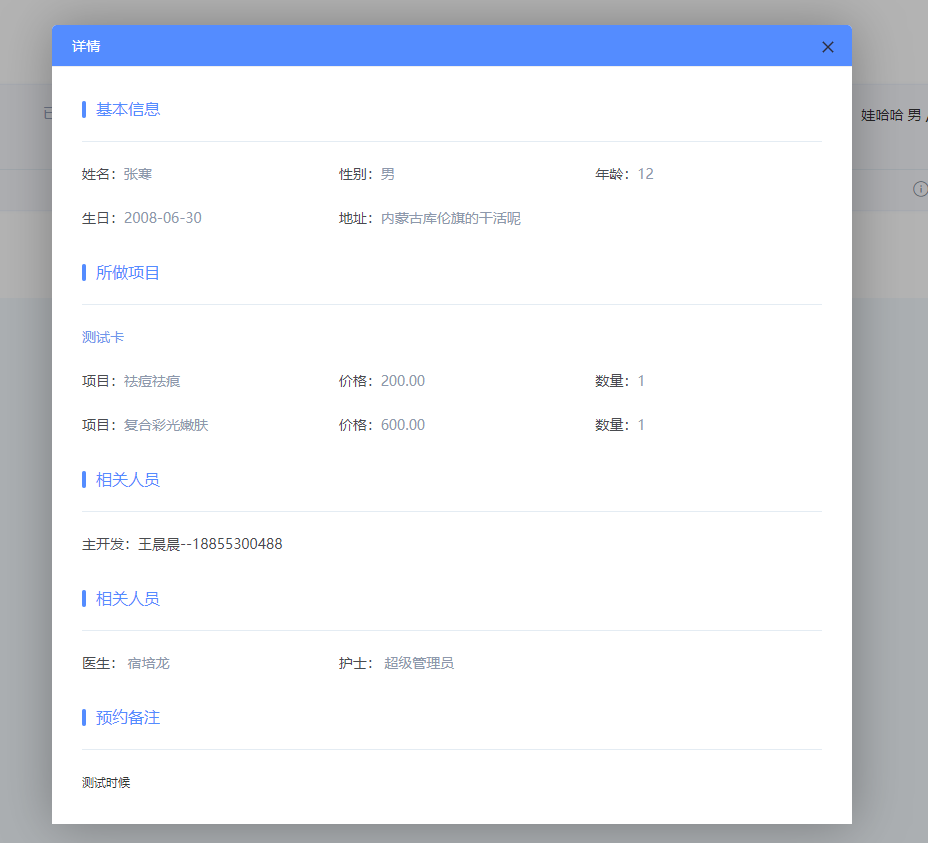 详情
基本信息
娃哈哈 男
姓名：张寒 性别：男 年龄：12
生日：2008-06-30 地址：内蒙古库伦旗的干活呢
所做项目
测试卡
项目：祛痘祛痕 价格：200.00 数量：1
项目：复合彩光嫩肤 价格：600.00 数量：1
相关人员
主开发：王晨晨--18855300488
相关人员
医生： 宿培龙 护士： 超级管理员
预约备注
测试时候